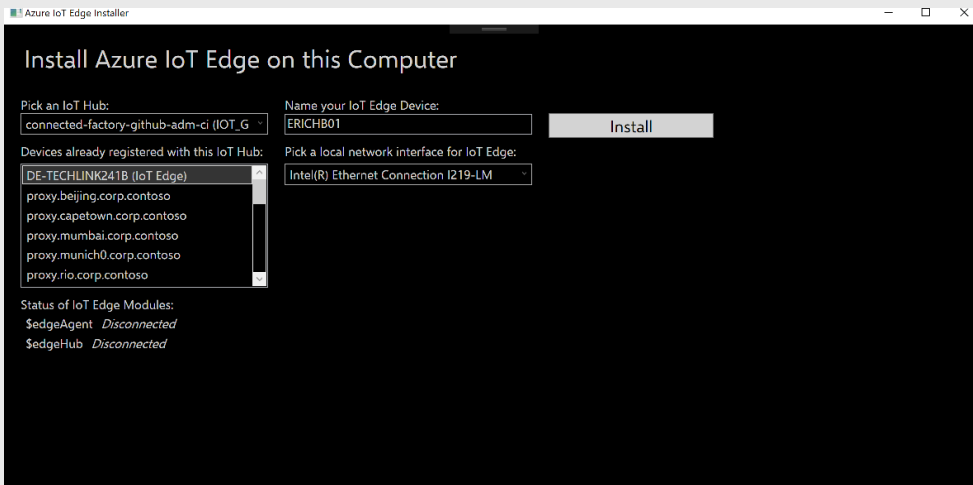 Azure IoT Edge Installer
Install Azure IoT Edge on this Computer
Pick an IoT Hub:
connected-factory-github-adm-ci (IOT_G
Name your IoT Edge Device:
ERICHB01
Install
Devices already registered with this IoT Hub:
DE-TECHLINK241B (IoT Edge)
proxy.beijing.corp.contoso
proxy.capetown.corp.contoso
proxy.mumbai.corp.contoso
proxy.munich0.corp.contoso
proxy.rio.corp.contoso
Pick a local network interface for IoT Edge:
Intel(R) Ethernet Connection I219-LM
Status of IoT Edge Modules:
$edgeAgent Disconnected
$edgeHub Disconnected